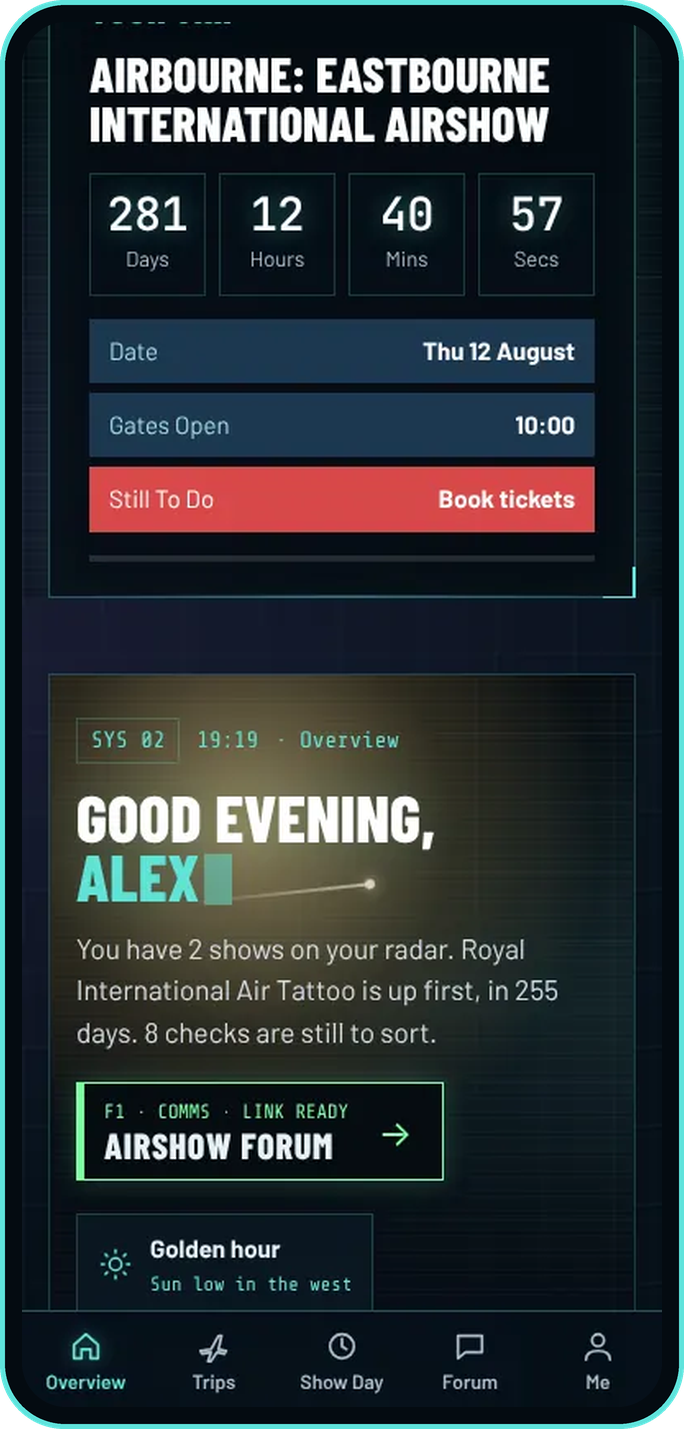 AIRBOURNE: EASTBOURNE
INTERNATIONAL AIRSHOW
281 12 40 57
Days Hours Mins Secs
Date Thu 12 August
Gates Open 10:00
Still To Do Book tickets
SYS 02 19:19 · Overview
GOOD EVENING,
ALEX
You have 2 shows on your radar. Royal
International Air Tattoo is up first, in 255
days. 8 checks are still to sort.
F1 · COMMS · LINK READY
AIRSHOW FORUM
Golden hour
Sun low in the west
Overview Trips Show Day Forum Me